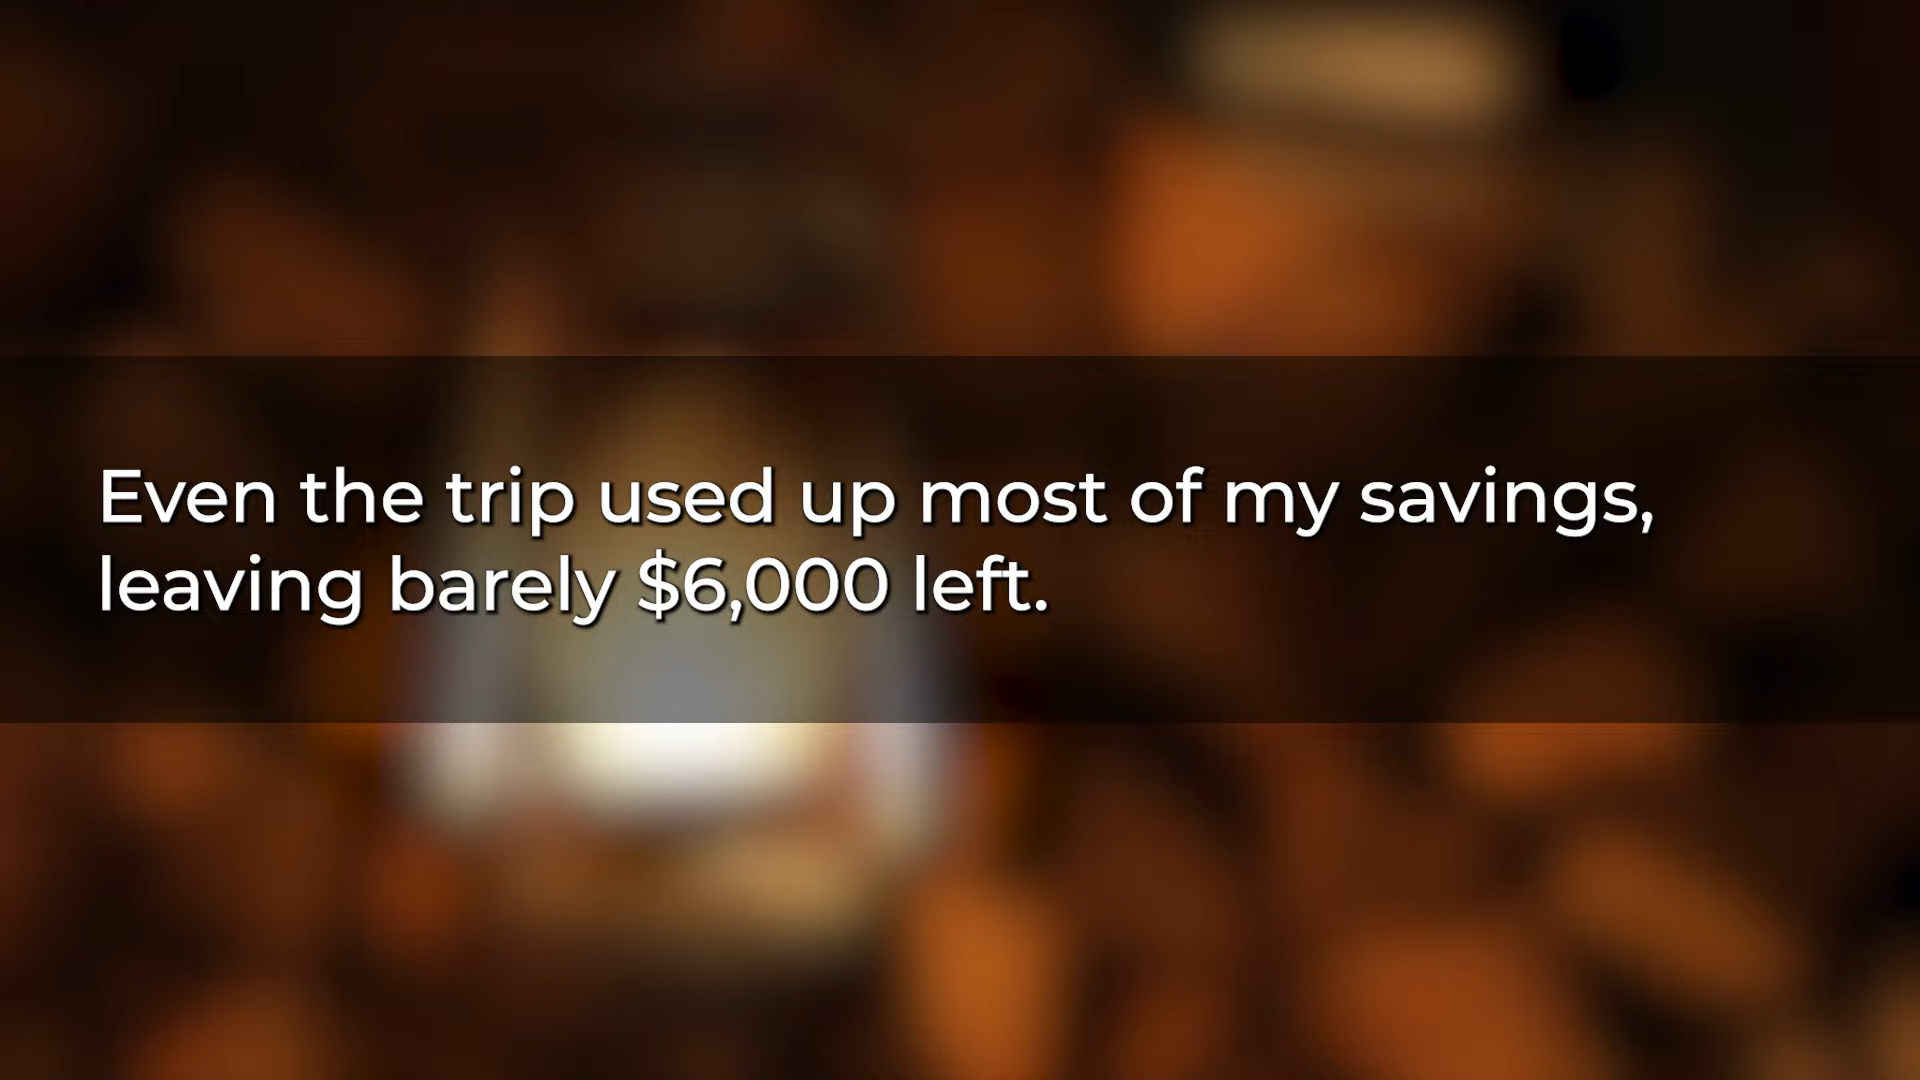 Even the trip used up most of my savings,
leaving barely $6,000 left.